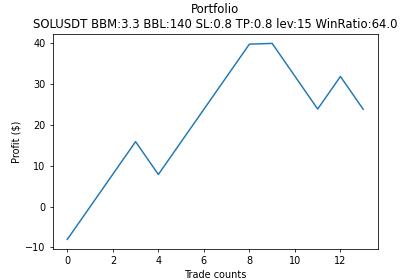 Portfolio
SOLUSDT BBM:3.3 BBL:140 SL:0.8 TP:0.8 lev:15 WinRatio:64.0
Profit ($)
40
30
20
10
0
−10
0 2 4 6 8 10 12
Trade counts